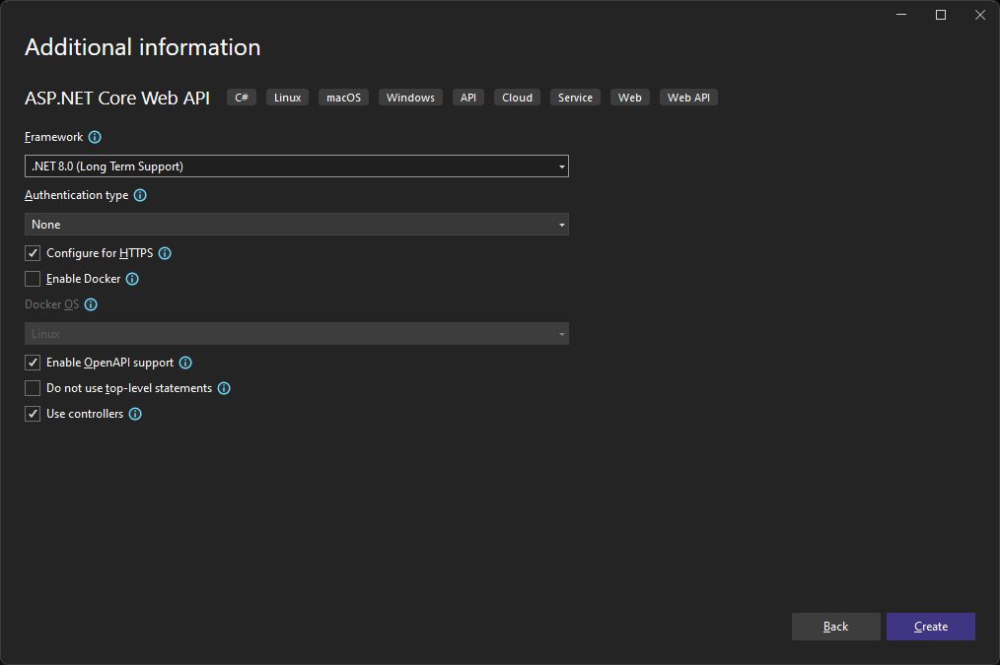 Additional information
ASP.NET Core Web API C# Linux macOS Windows API Cloud Service Web Web API
Framework
.NET 8.0 (Long Term Support)
Authentication type
None
Configure for HTTPS
Enable Docker
Docker OS
Linux
Enable OpenAPI support
Do not use top-level statements
Use controllers
Back Create